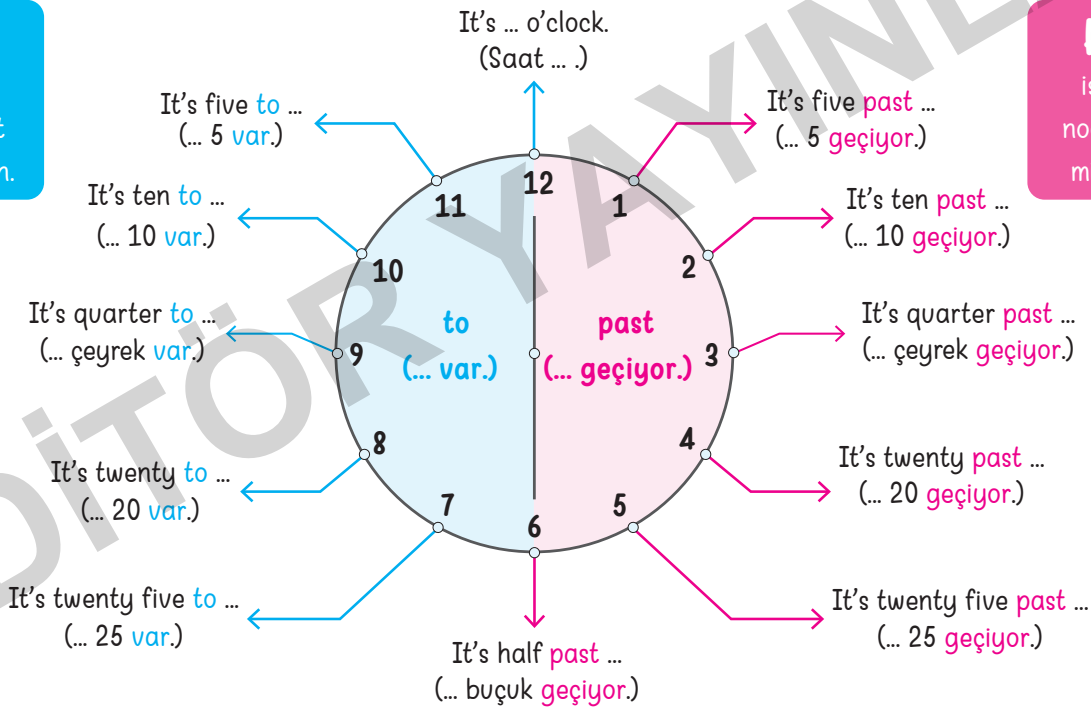 It's ... o'clock.
(Saat ... .)
It's five to ...
(... 5 var.)
It's five past ...
(... 5 geçiyor.)
It's ten to ...
(... 10 var.)
It's ten past ...
(... 10 geçiyor.)
It's quarter to ...
(... çeyrek var.)
It's quarter past ...
(... çeyrek geçiyor.)
It's twenty to ...
(... 20 var.)
It's twenty past ...
(... 20 geçiyor.)
It's twenty five to ...
(... 25 var.)
It's twenty five past ...
(... 25 geçiyor.)
It's half past ...
(... buçuk geçiyor.)
12
11
1
10
2
9
3
8
4
7
5
6
to
(... var.)
past
(... geçiyor.)
DİTÖR YAYINE